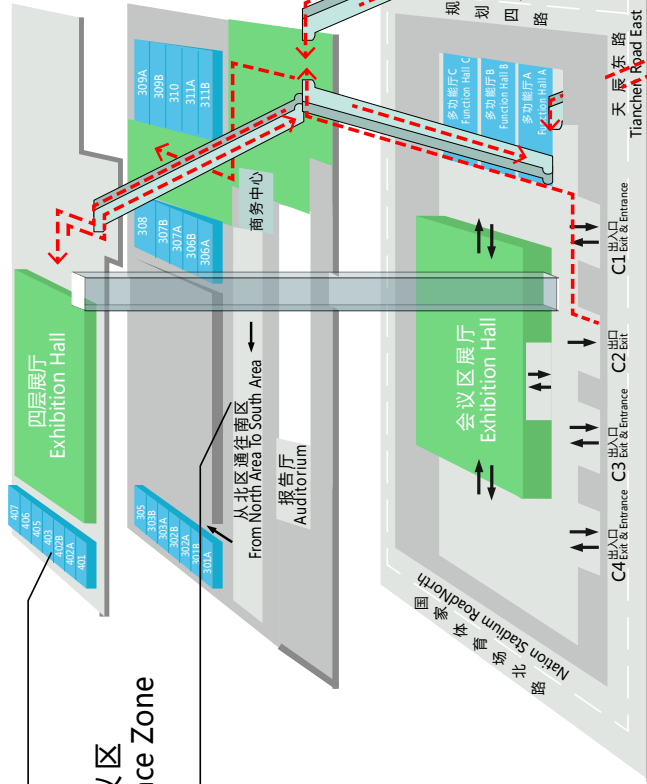 规划四路
天辰东路
Tianchen Road East
多功能厅C
Function Hall C
多功能厅B
Function Hall B
多功能厅A
Function Hall A
309A
309B
310
311A
311B
308
307B
307A
306B
306A
商务中心
四层展厅
Exhibition Hall
会议区展厅
Exhibition Hall
C1 出入口
Exit & Entrance
C2 出口
Exit
C3 出入口
Exit & Entrance
C4 出入口
Exit & Entrance
从北区通往南区
From North Area To South Area
报告厅
Auditorium
407
406
405
403
402B
402A
401
305
303B
303A
302B
302A
301B
301A
国家体育场北路
Nation Stadium RoadNorth
区
Zone